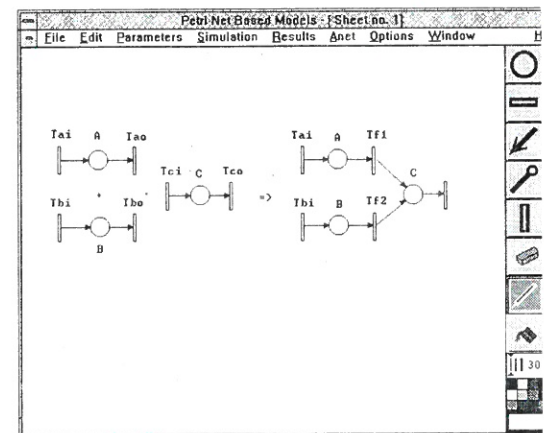 Petri Net Based Models - [Sheet no. 1]
File Edit Parameters Simulation Results Anet Options Window H
Tai A Tao
Tai A Tf1
Tci C Tco
C
=>
Tbi Tbo
Tbi B Tf2
B
30